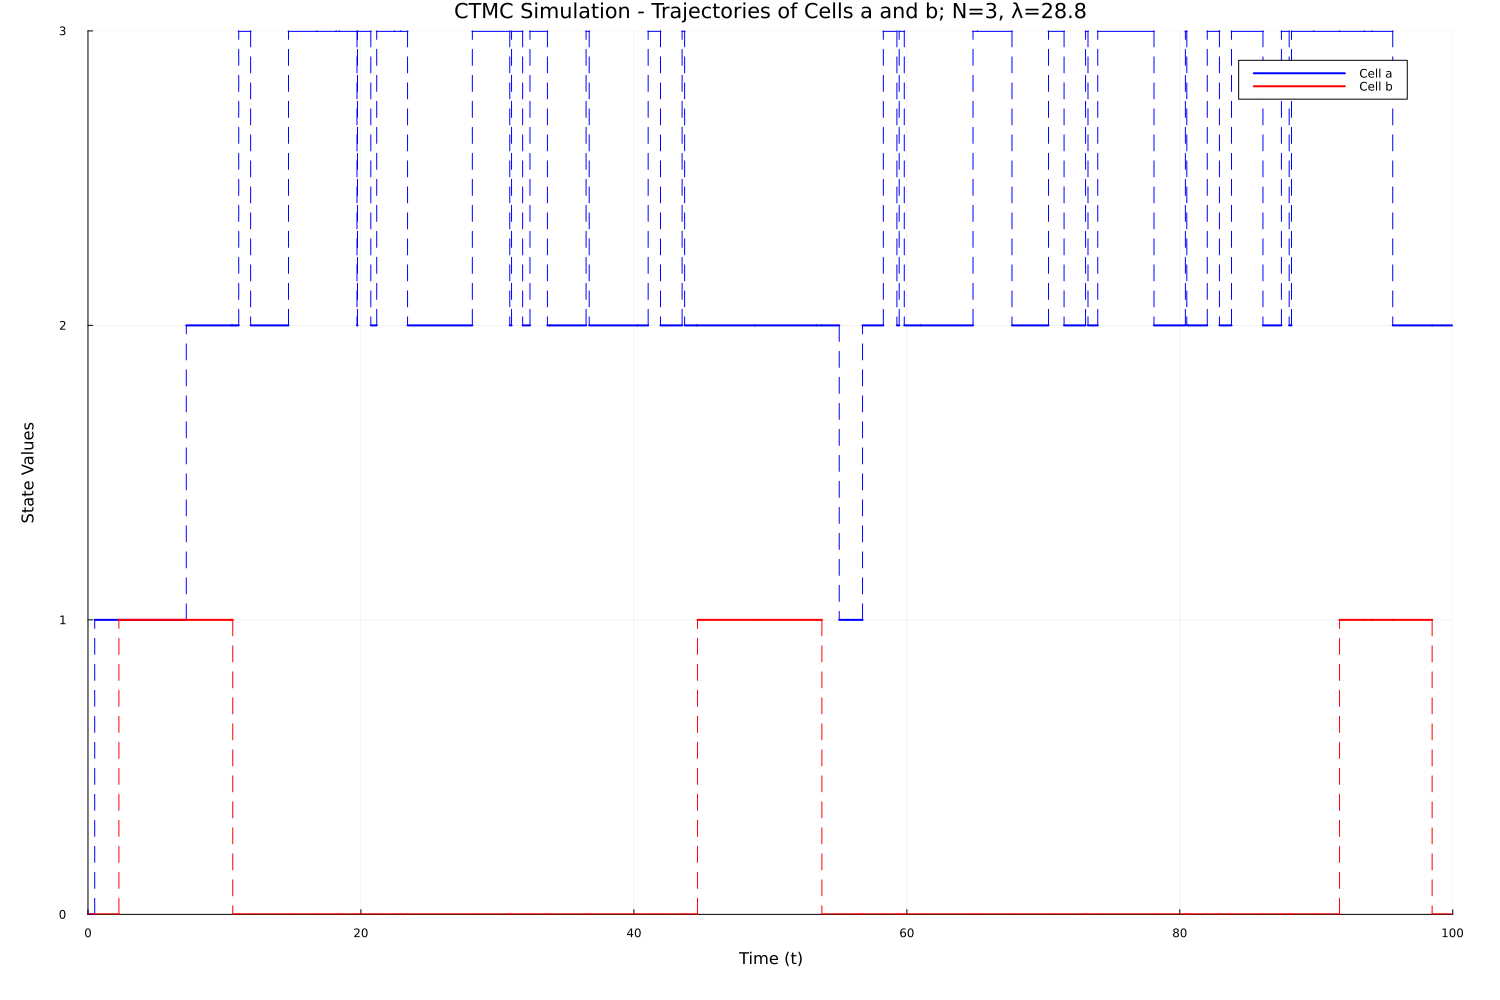 CTMC Simulation - Trajectories of Cells a and b; N=3, λ=28.8
3
Cell a
Cell b
2
State Values
1
0
0 20 40 60 80 100
Time (t)